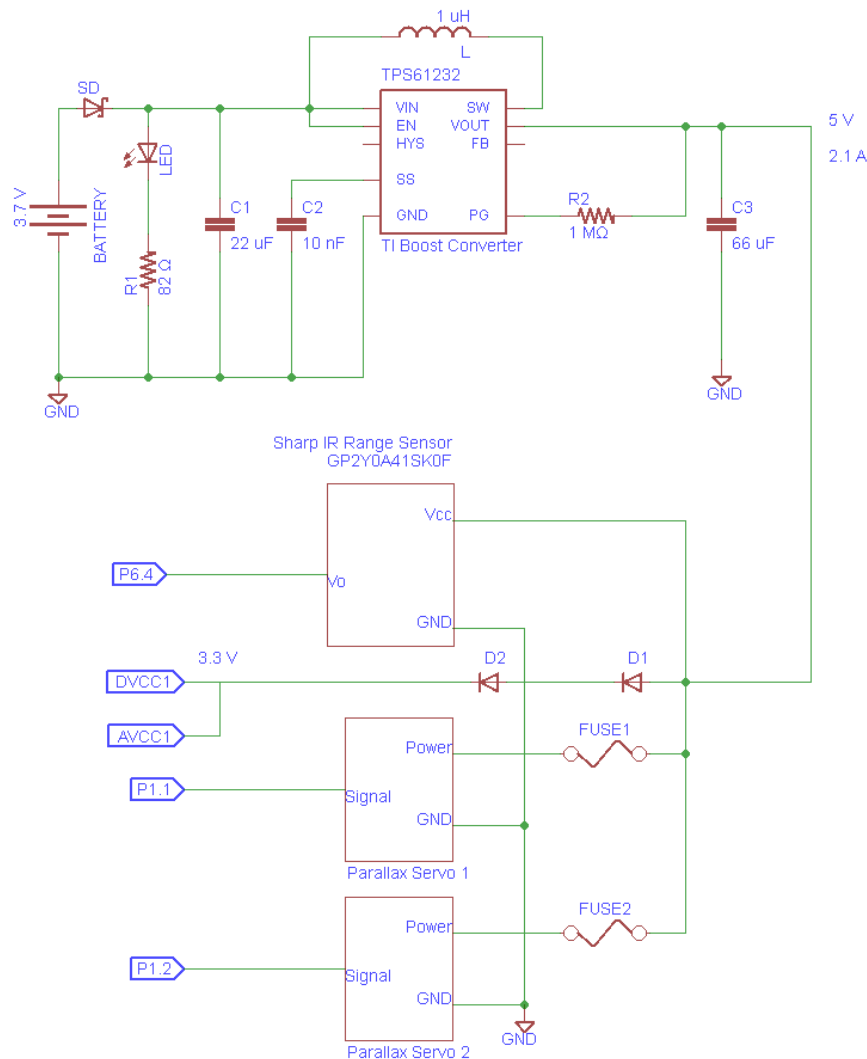 1 uH
L
TPS61232
SD
VIN
SW
EN
VOUT
HYS
FB
SS
GND
PG
TI Boost Converter
5 V
2.1 A
LED
3.7 V
BATTERY
R1
82 Ω
C1
22 uF
C2
10 nF
R2
1 MΩ
C3
66 uF
GND
GND
Sharp IR Range Sensor
GP2Y0A41SK0F
Vcc
P6.4
Vo
GND
3.3 V
D2
D1
DVCC1
AVCC1
FUSE1
Power
P1.1
Signal
GND
Parallax Servo 1
FUSE2
Power
P1.2
Signal
GND
GND
Parallax Servo 2